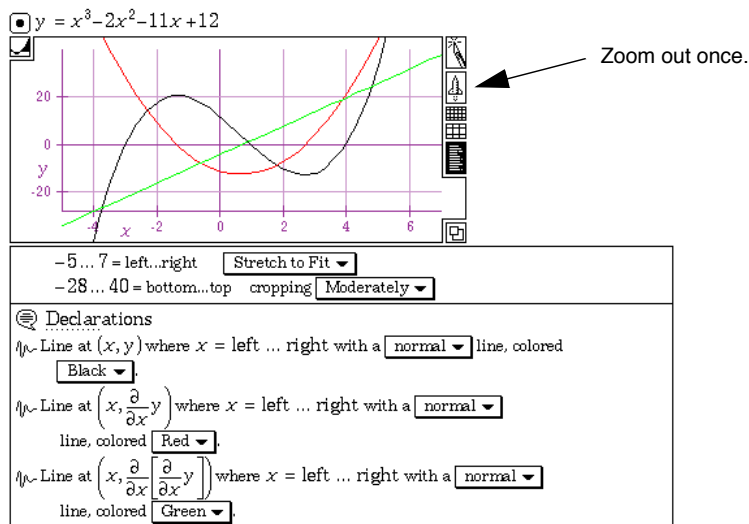 y = x³−2x²−11x+12
Zoom out once.
20
0
-20
y
-4 -2 0 2 4 6
x
−5 ... 7 = left...right Stretch to Fit
−28 ... 40 = bottom...top cropping Moderately
Declarations
Line at (x, y) where x = left ... right with a normal line, colored
Black.
Line at (x, ∂/∂x y) where x = left ... right with a normal
line, colored Red.
Line at (x, ∂/∂x [∂/∂x y]) where x = left ... right with a normal
line, colored Green.